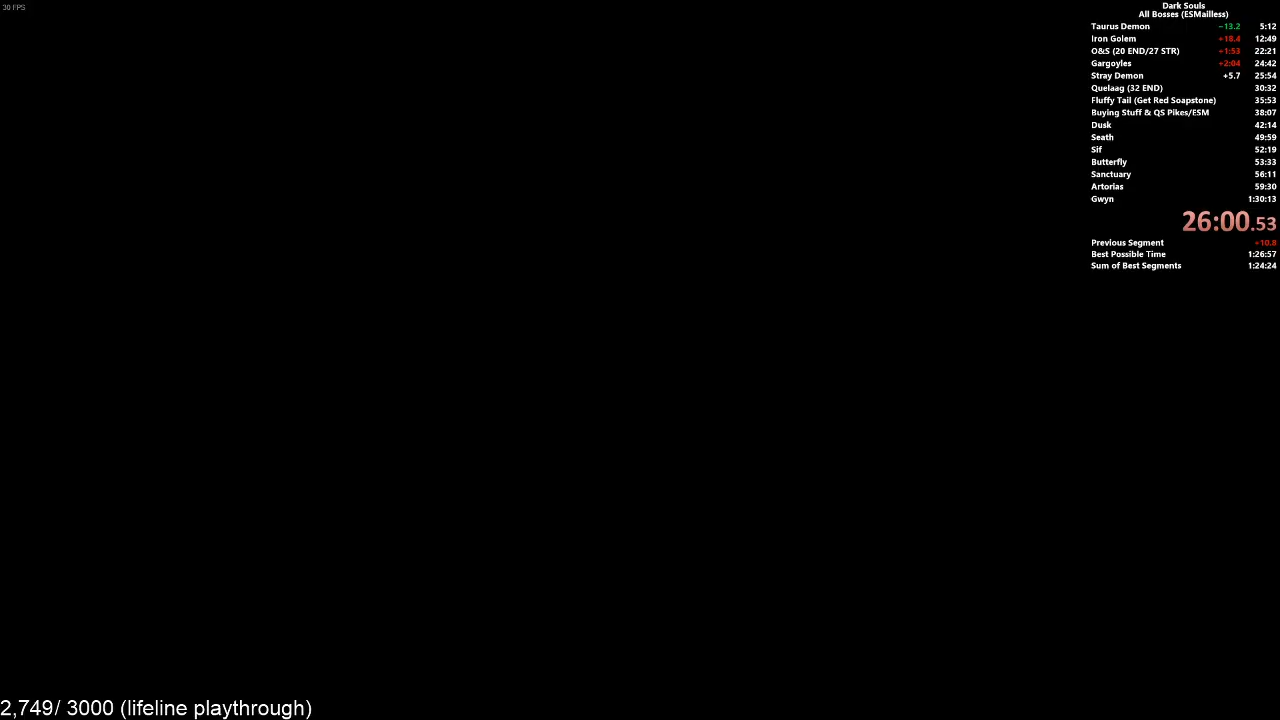 30 FPS
Dark Souls
All Bosses (ESMailless)
Taurus Demon −13.2 5:12
Iron Golem +18.4 12:49
O&S (20 END/27 STR) +1:53 22:21
Gargoyles +2:04 24:42
Stray Demon +5.7 25:54
Quelaag (32 END) 30:32
Fluffy Tail (Get Red Soapstone) 35:53
Buying Stuff & QS Pikes/ESM 38:07
Dusk 42:14
Seath 49:59
Sif 52:19
Butterfly 53:33
Sanctuary 56:11
Artorias 59:30
Gwyn 1:30:13
26:00.53
Previous Segment +10.8
Best Possible Time 1:26:57
Sum of Best Segments 1:24:24
2,749/ 3000 (lifeline playthrough)